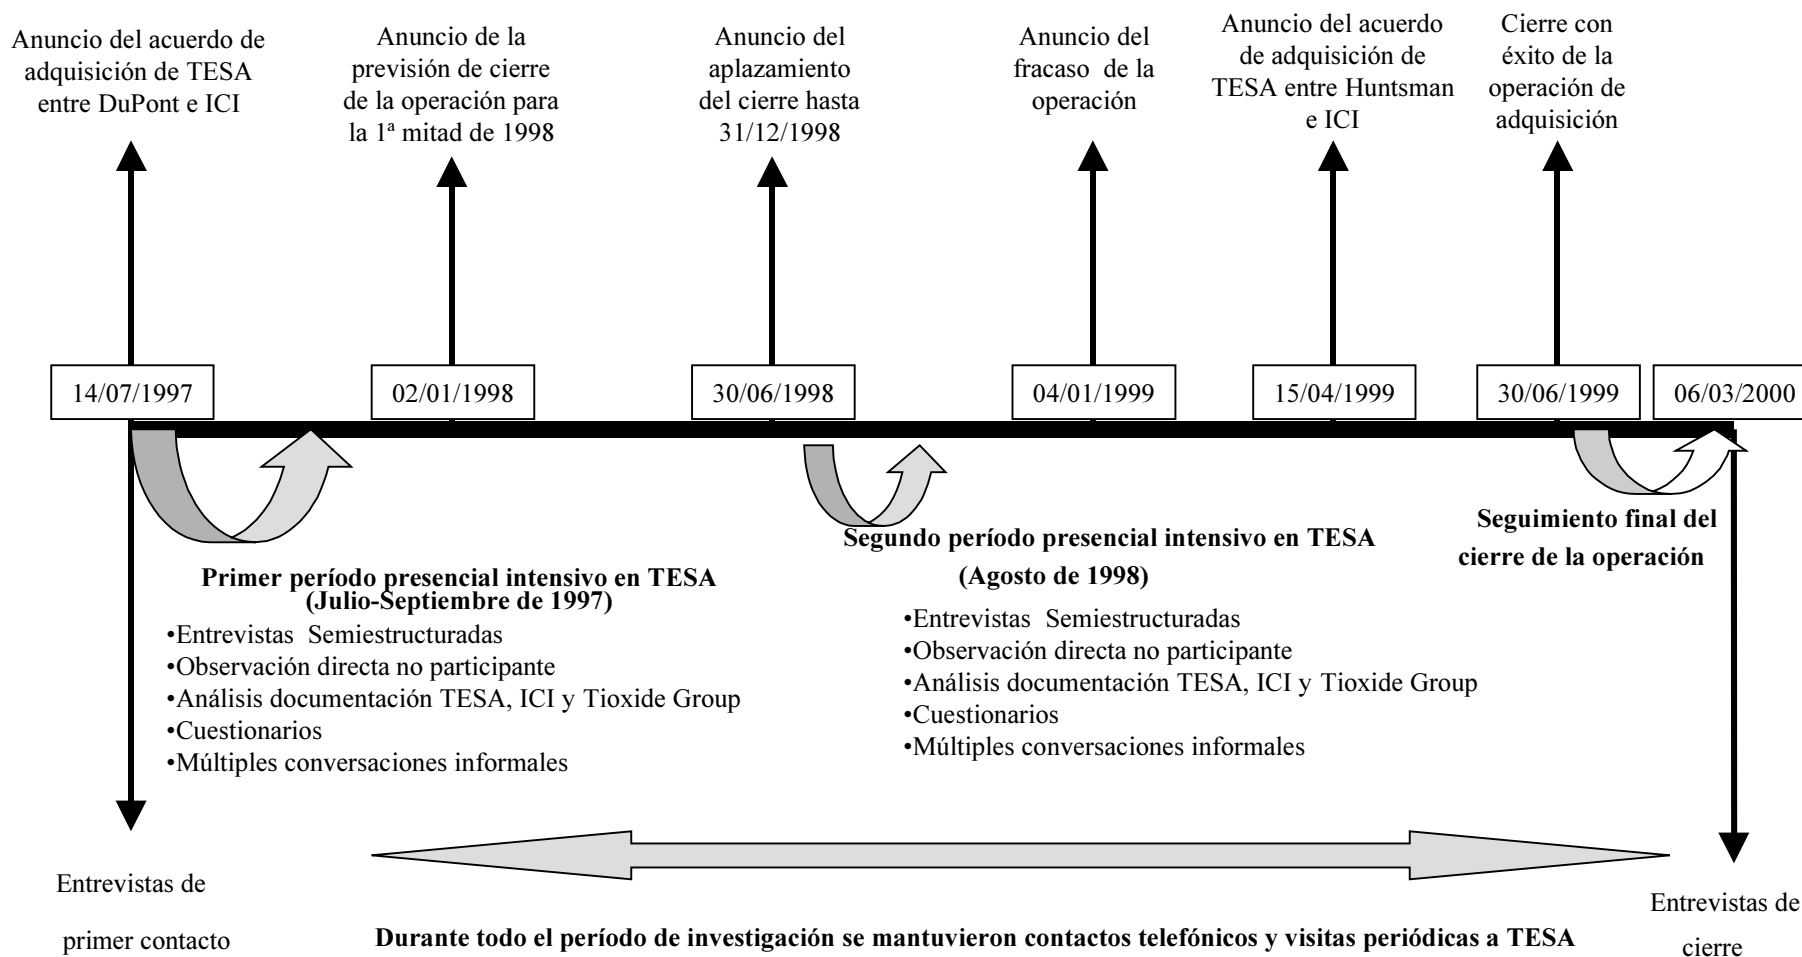 Anuncio del acuerdo de
adquisición de TESA
entre DuPont e ICI
Anuncio de la
previsión de cierre
de la operación para
la 1ª mitad de 1998
Anuncio del
aplazamiento
del cierre hasta
31/12/1998
Anuncio del
fracaso de la
operación
Anuncio del acuerdo
de adquisición de
TESA entre Huntsman
e ICI
Cierre con
éxito de la
operación de
adquisición
14/07/1997
02/01/1998
30/06/1998
04/01/1999
15/04/1999
30/06/1999
06/03/2000
Primer período presencial intensivo en TESA
(Julio-Septiembre de 1997)
•Entrevistas Semiestructuradas
•Observación directa no participante
•Análisis documentación TESA, ICI y Tioxide Group
•Cuestionarios
•Múltiples conversaciones informales
Segundo período presencial intensivo en TESA
(Agosto de 1998)
•Entrevistas Semiestructuradas
•Observación directa no participante
•Análisis documentación TESA, ICI y Tioxide Group
•Cuestionarios
•Múltiples conversaciones informales
Seguimiento final del
cierre de la operación
Entrevistas de
primer contacto
Durante todo el período de investigación se mantuvieron contactos telefónicos y visitas periódicas a TESA
Entrevistas de
cierre